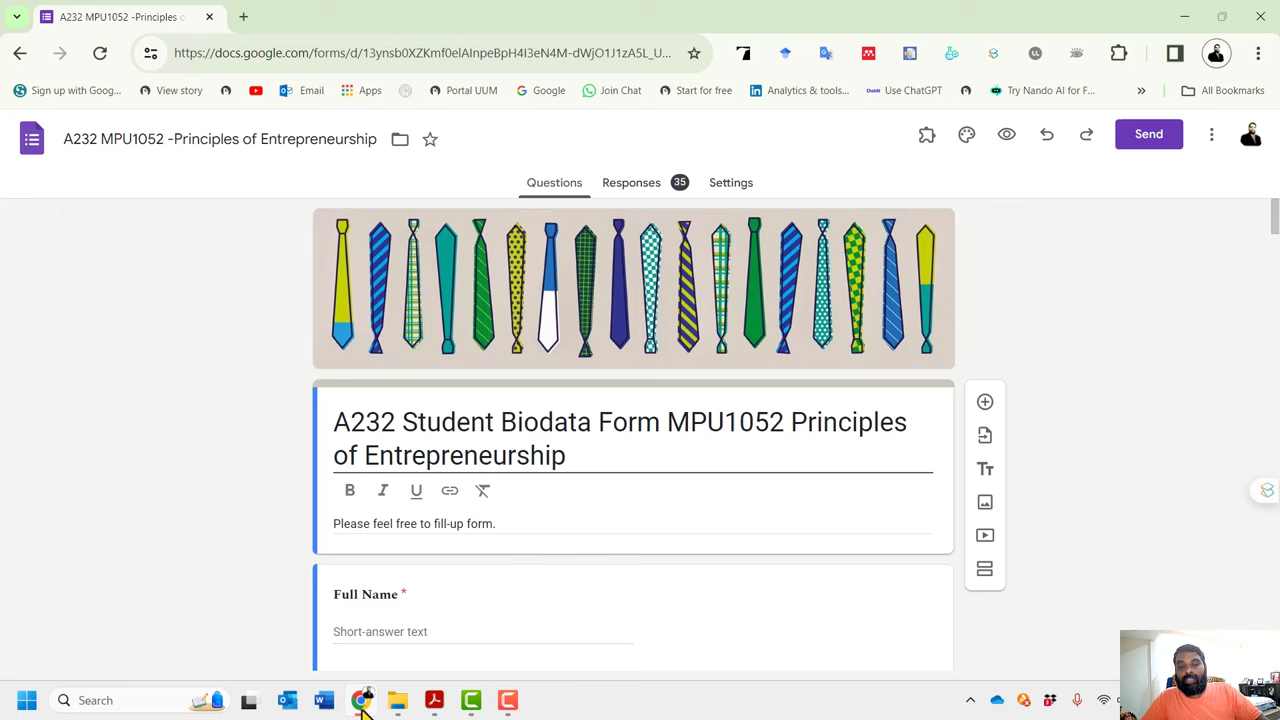 A232 MPU1052 -Principles o
https://docs.google.com/forms/d/13ynsb0XZKmf0elAInpeBpH4I3eN4M-dWjO1J1zA5L_U...
Sign up with Goog...
View story
Email
Apps
Portal UUM
Google
Join Chat
Start for free
Analytics & tools...
ChatAI
Use ChatGPT
Try Nando AI for F...
All Bookmarks
A232 MPU1052 -Principles of Entrepreneurship
Send
Questions
Responses 35
Settings
A232 Student Biodata Form MPU1052 Principles
of Entrepreneurship
B I U
Please feel free to fill-up form.
Tt
Full Name *
Short-answer text
Search